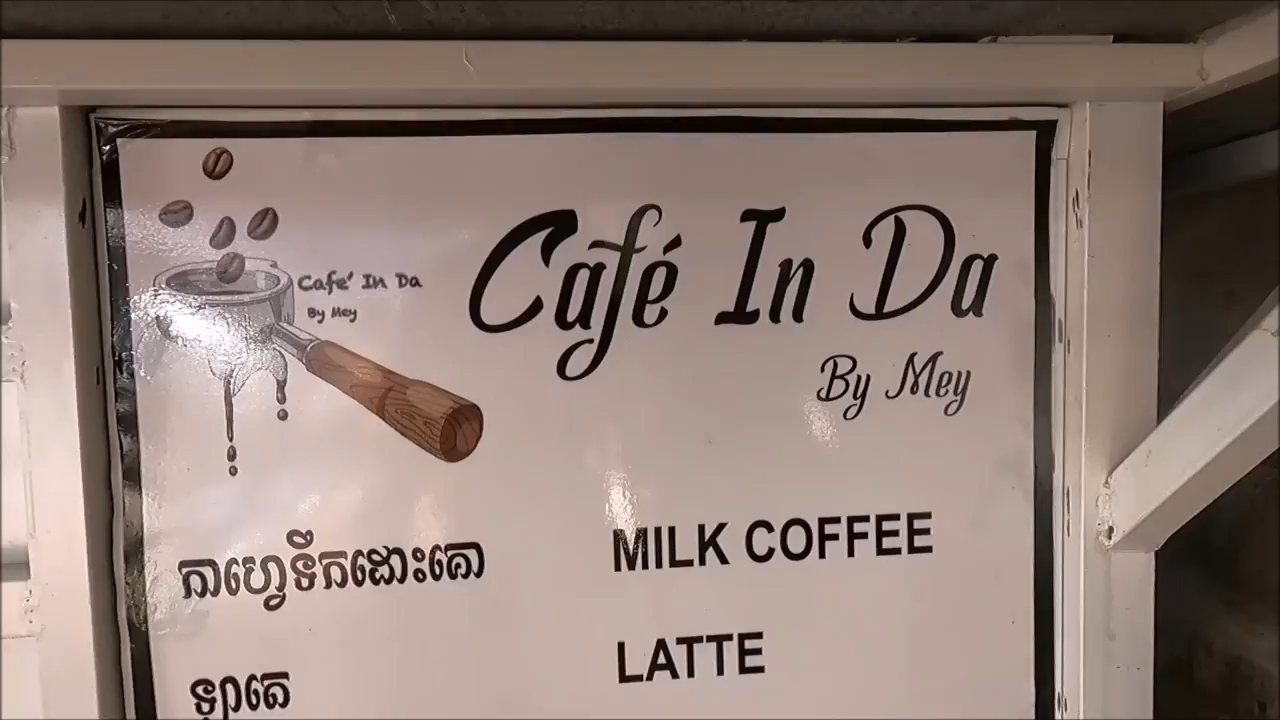 Cafe' In Da
By Mey
Café In Da
By Mey
កាហ្វេទឹកដោះគោ
MILK COFFEE
ឡាតេ
LATTE